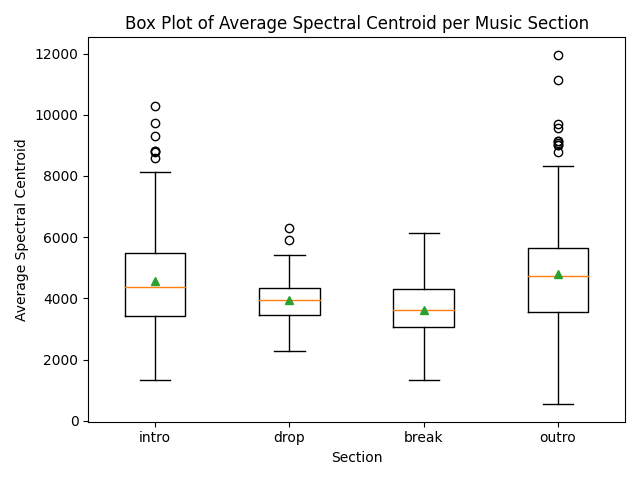 Box Plot of Average Spectral Centroid per Music Section
12000
10000
8000
6000
4000
2000
0
Average Spectral Centroid
intro drop break outro
Section